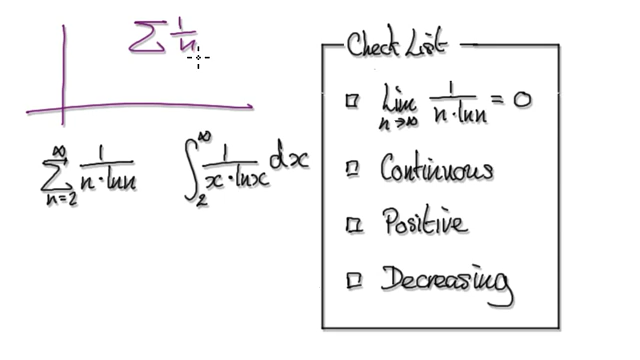 ∑ 1/n
∞ ∑ n=2 1/(n·lnn)
∫₂^∞ 1/(x·lnx) dx
Check List
Lim n→∞ 1/(n·lnn) = 0
Continuous
Positive
Decreasing